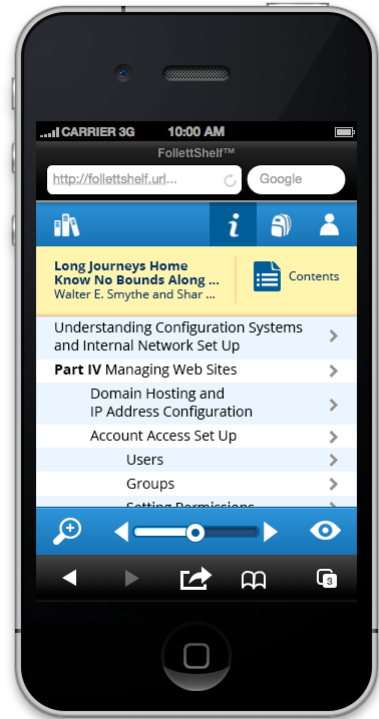 CARRIER 3G 10:00 AM
FollettShelf™
http://follettshelf.url... Google
i
Long Journeys Home
Know No Bounds Along ...
Walter E. Smythe and Shar ...
Contents
Understanding Configuration Systems
and Internal Network Set Up
Part IV Managing Web Sites
Domain Hosting and
IP Address Configuration
Account Access Set Up
Users
Groups
Setting Permissions
3